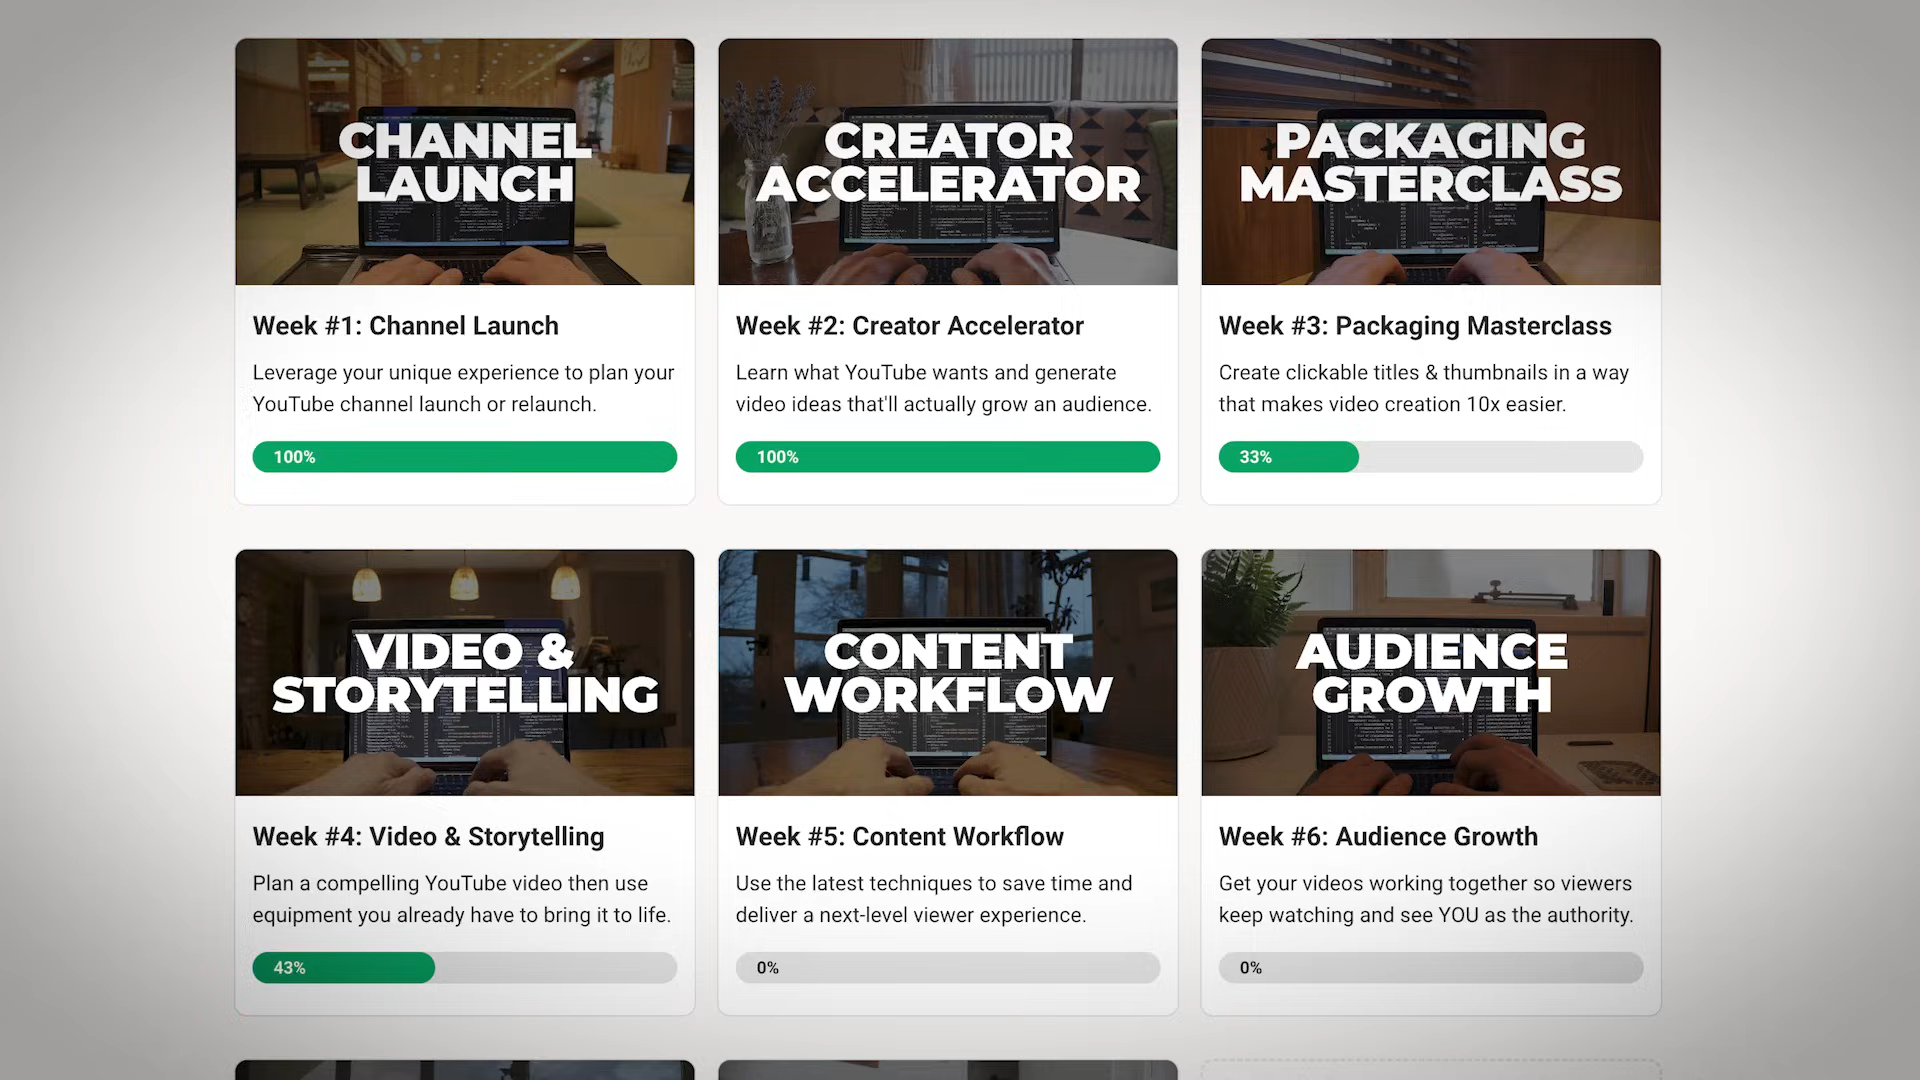 CHANNEL
LAUNCH
Week #1: Channel Launch
Leverage your unique experience to plan your
YouTube channel launch or relaunch.
100%
CREATOR
ACCELERATOR
Week #2: Creator Accelerator
Learn what YouTube wants and generate
video ideas that'll actually grow an audience.
100%
PACKAGING
MASTERCLASS
Week #3: Packaging Masterclass
Create clickable titles & thumbnails in a way
that makes video creation 10x easier.
33%
VIDEO &
STORYTELLING
Week #4: Video & Storytelling
Plan a compelling YouTube video then use
equipment you already have to bring it to life.
43%
CONTENT
WORKFLOW
Week #5: Content Workflow
Use the latest techniques to save time and
deliver a next-level viewer experience.
0%
AUDIENCE
GROWTH
Week #6: Audience Growth
Get your videos working together so viewers
keep watching and see YOU as the authority.
0%